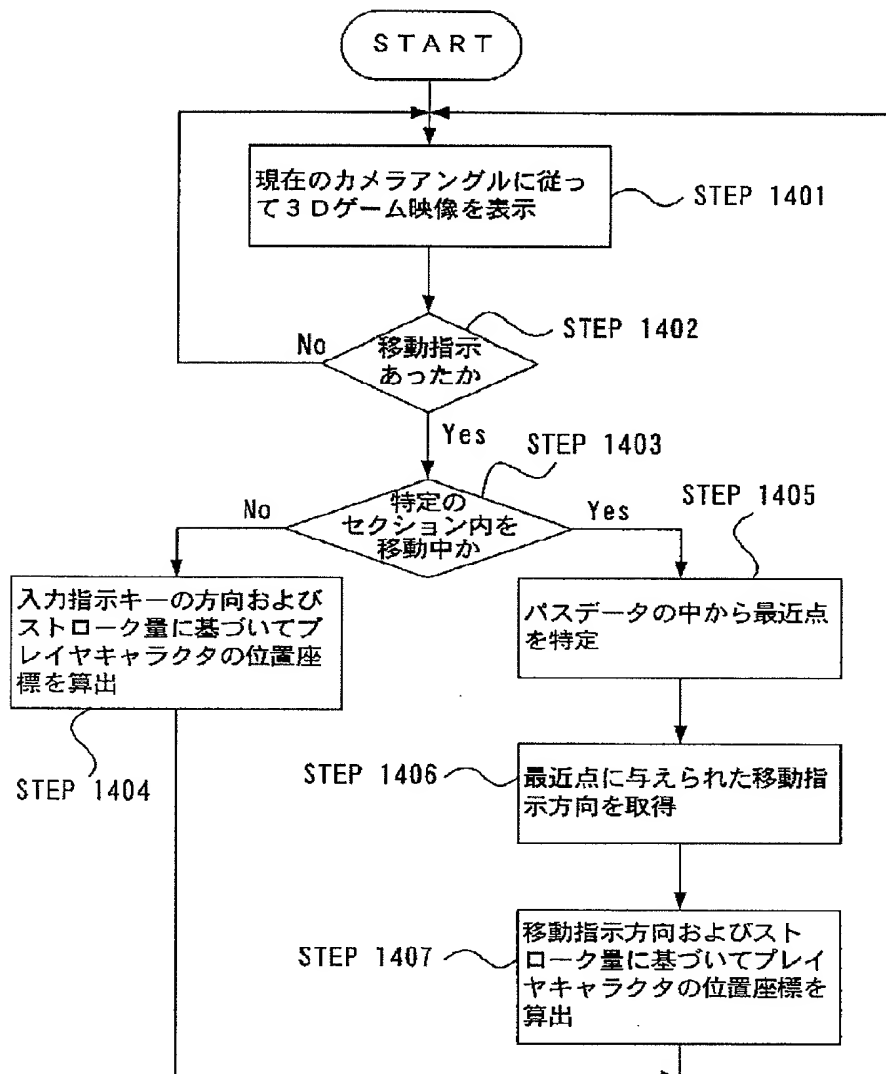 START
現在のカメラアングルに従っ
て3Dゲーム映像を表示
STEP 1401
STEP 1402
No
移動指示
あったか
Yes
STEP 1403
特定の
セクション内を
移動中か
No
Yes
STEP 1405
入力指示キーの方向および
ストローク量に基づいてプ
レイヤキャラクタの位置座
標を算出
パスデータの中から最近点
を特定
STEP 1404
STEP 1406
最近点に与えられた移動指
示方向を取得
STEP 1407
移動指示方向およびスト
ローク量に基づいてプレイ
ヤキャラクタの位置座標を
算出